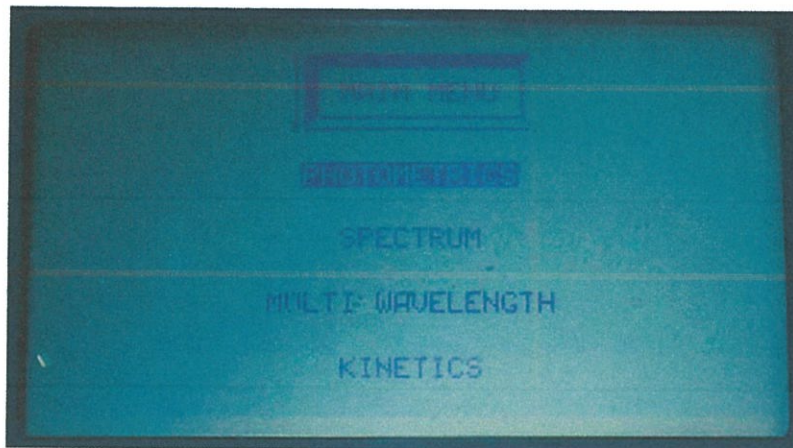 MAIN MENU
PHOTOMETRICS
SPECTRUM
MULTI-WAVELENGTH
KINETICS